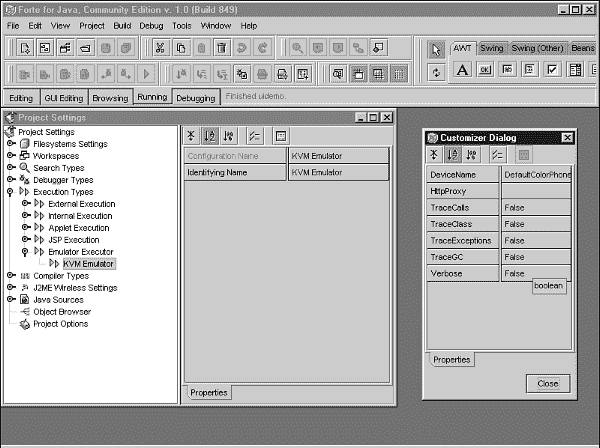 Forte for Java, Community Edition v. 1.0 (Build 849)
File Edit View Project Build Debug Tools Window Help
AWT Swing Swing (Other) Beans
A OK
Editing GUI Editing Browsing Running Debugging Finished uidemo.
Project Settings
Project Settings
Filesystems Settings
Workspaces
Search Types
Debugger Types
Execution Types
External Execution
Internal Execution
Applet Execution
JSP Execution
Emulator Executor
KVM Emulator
Compiler Types
J2ME Wireless Settings
Java Sources
Object Browser
Project Options
Configuration Name KVM Emulator
Identifying Name KVM Emulator
Properties
Customizer Dialog
DeviceName DefaultColorPhone
HttpProxy
TraceCalls False
TraceClass False
TraceExceptions False
TraceGC False
Verbose False
boolean
Properties
Close